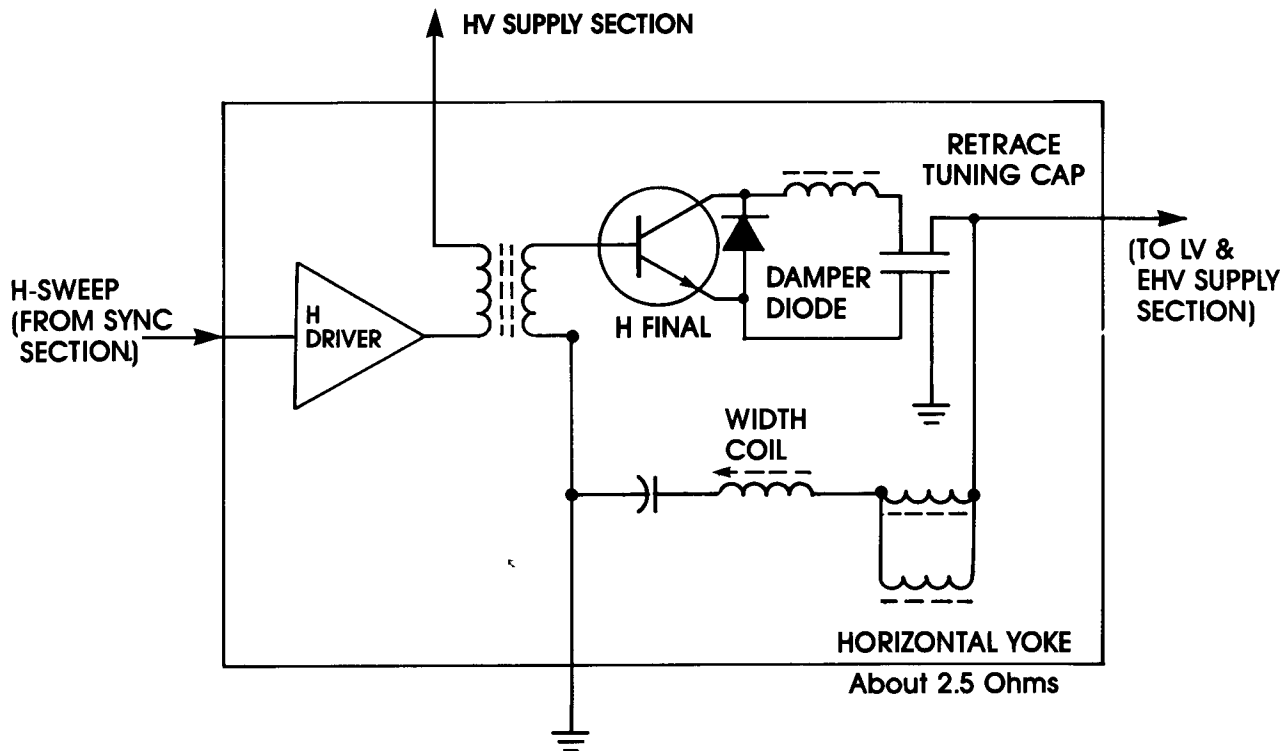 HV SUPPLY SECTION
RETRACE
TUNING CAP
(TO LV &
EHV SUPPLY
SECTION)
H-SWEEP
(FROM SYNC
SECTION)
H
DRIVER
DAMPER
DIODE
H FINAL
WIDTH
COIL
HORIZONTAL YOKE
About 2.5 Ohms